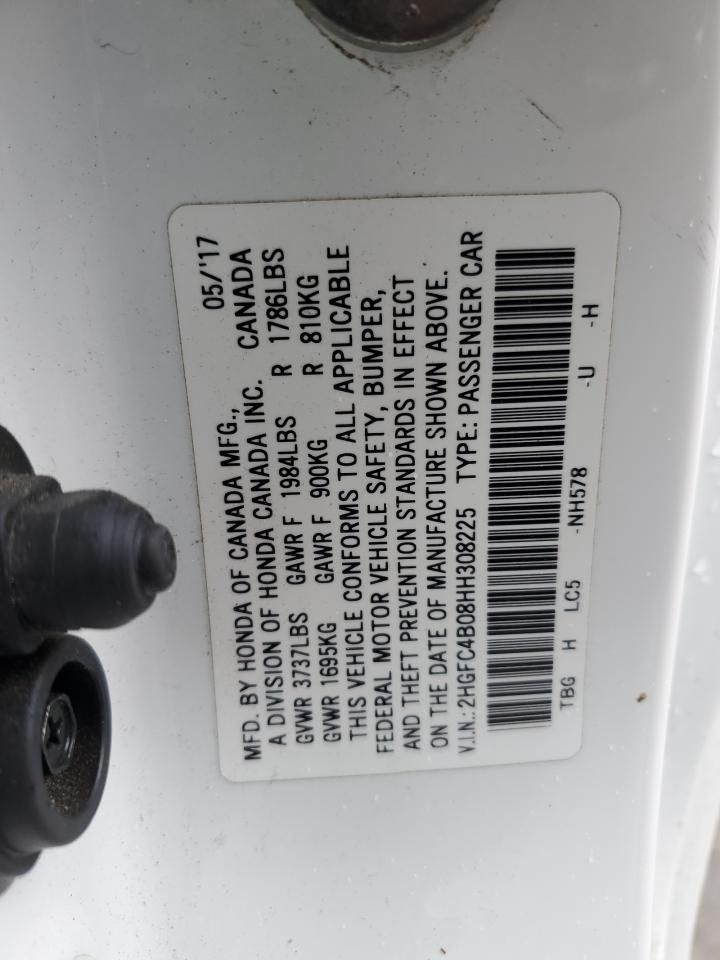 MFD. BY HONDA OF CANADA MFG., 05/'17
A DIVISION OF HONDA CANADA INC. CANADA
GVWR 3737LBS GAWR F 1984LBS R 1786LBS
GVWR 1695KG GAWR F 900KG R 810KG
THIS VEHICLE CONFORMS TO ALL APPLICABLE
FEDERAL MOTOR VEHICLE SAFETY, BUMPER,
AND THEFT PREVENTION STANDARDS IN EFFECT
ON THE DATE OF MANUFACTURE SHOWN ABOVE.
V.I.N.: 2HGFC4B08HH308225 TYPE: PASSENGER CAR
TBG H LC5 -NH578 -U -H